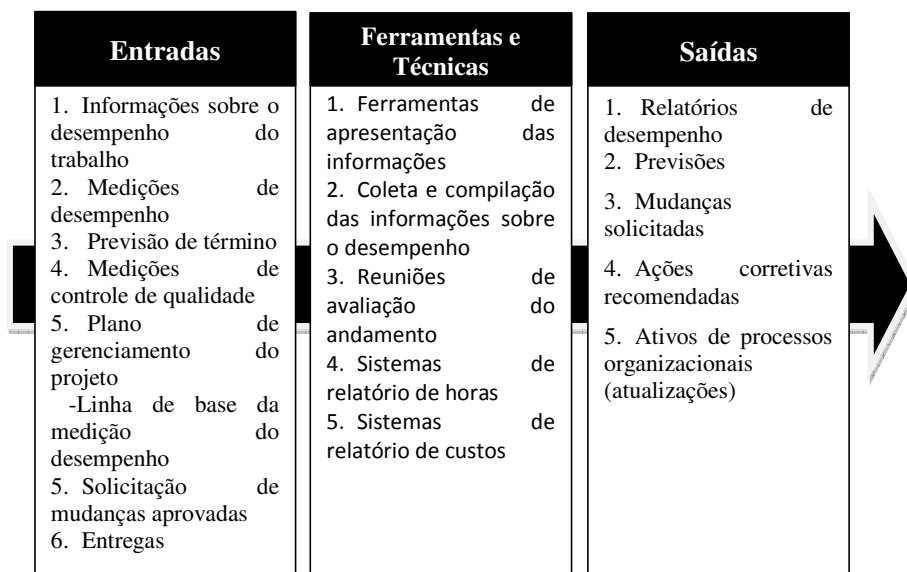 Entradas
1. Informações sobre o
desempenho do
trabalho
2. Medições de
desempenho
3. Previsão de término
4. Medições de
controle de qualidade
5. Plano de
gerenciamento do
projeto
-Linha de base da
medição do
desempenho
5. Solicitação de
mudanças aprovadas
6. Entregas
Ferramentas e
Técnicas
1. Ferramentas de
apresentação das
informações
2. Coleta e compilação
das informações sobre
o desempenho
3. Reuniões de
avaliação do
andamento
4. Sistemas de
relatório de horas
5. Sistemas de
relatório de custos
Saídas
1. Relatórios de
desempenho
2. Previsões
3. Mudanças
solicitadas
4. Ações corretivas
recomendadas
5. Ativos de processos
organizacionais
(atualizações)